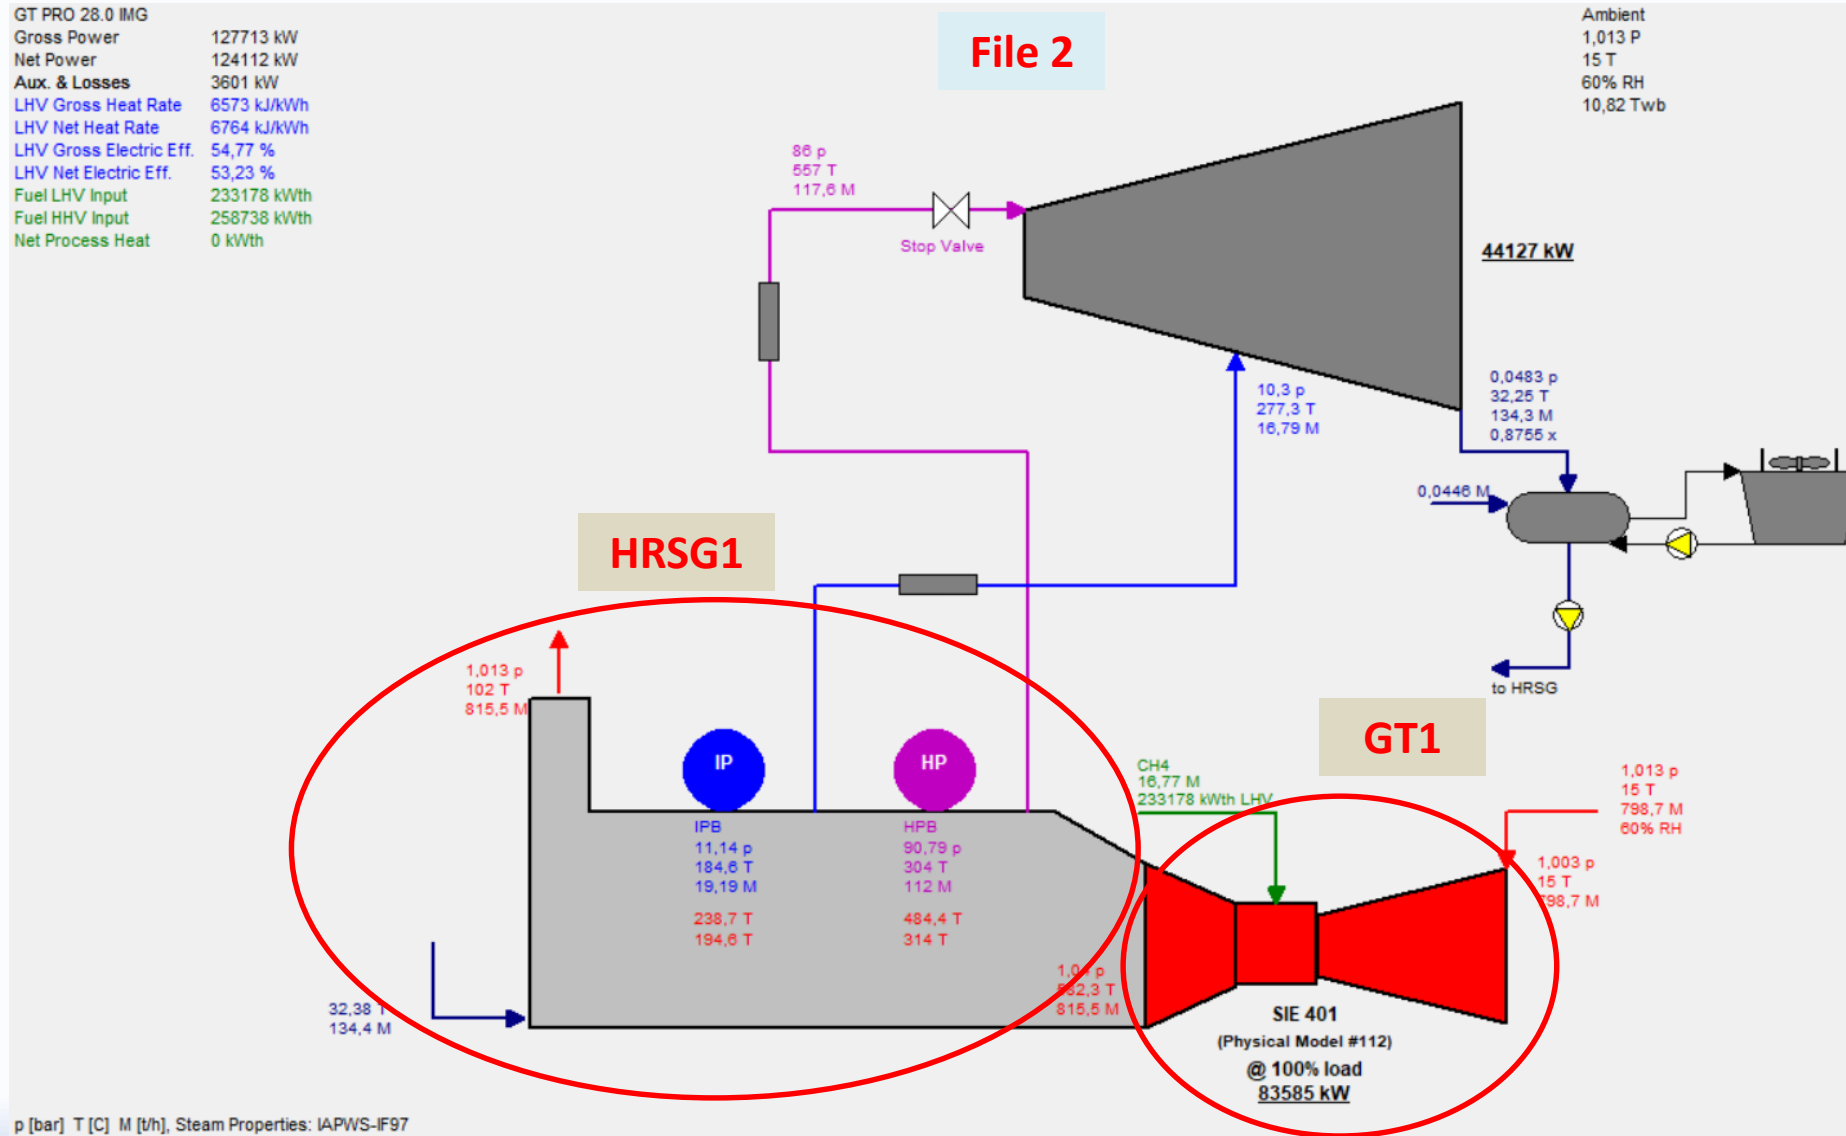 GT PRO 28.0 IMG
Gross Power 127713 kW
Net Power 124112 kW
Aux. & Losses 3601 kW
LHV Gross Heat Rate 6573 kJ/kWh
LHV Net Heat Rate 6764 kJ/kWh
LHV Gross Electric Eff. 54,77 %
LHV Net Electric Eff. 53,23 %
Fuel LHV Input 233178 kWth
Fuel HHV Input 258738 kWth
Net Process Heat 0 kWth
File 2
Ambient
1,013 P
15 T
60% RH
10,82 Twb
86 p
557 T
117,6 M
Stop Valve
44127 kW
10,3 p
277,3 T
16,79 M
0,0483 p
32,25 T
134,3 M
0,8755 x
0,0446 M
to HRSG
HRSG1
1,013 p
102 T
815,5 M
IP
HP
IPB
11,14 p
184,6 T
19,19 M
238,7 T
194,6 T
HPB
90,79 p
304 T
112 M
484,4 T
314 T
32,38 T
134,4 M
GT1
CH4
16,77 M
233178 kWth LHV
1,013 p
15 T
798,7 M
60% RH
1,003 p
15 T
798,7 M
1,04 p
582,3 T
815,5 M
SIE 401
(Physical Model #112)
@ 100% load
83585 kW
p [bar] T [C] M [t/h], Steam Properties: IAPWS-IF97